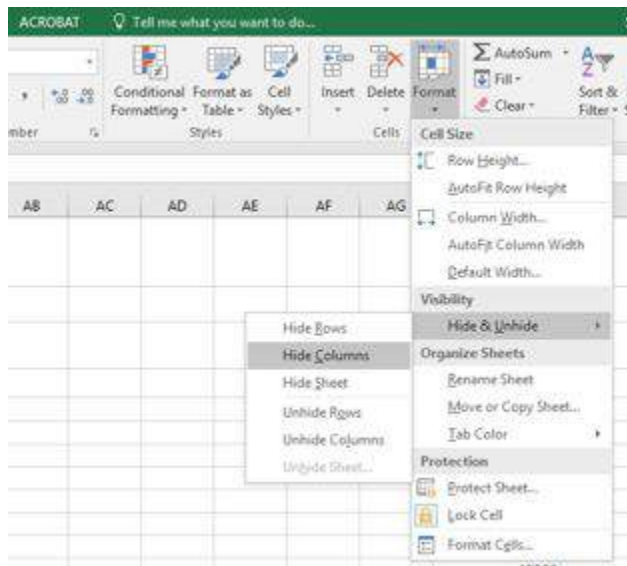 ACROBAT Tell me what you want to do...
Conditional Formatting
Format as Table
Cell Styles
Insert
Delete
Format
AutoSum
Fill
Clear
Sort & Filter
Styles
Cells
AB AC AD AE AF AG
Cell Size
Row Height...
AutoFit Row Height
Column Width...
AutoFit Column Width
Default Width...
Visibility
Hide & Unhide
Organize Sheets
Rename Sheet
Move or Copy Sheet...
Tab Color
Protection
Protect Sheet...
Lock Cell
Format Cells...
Hide Rows
Hide Columns
Hide Sheet
Unhide Rows
Unhide Columns
Unhide Sheet...